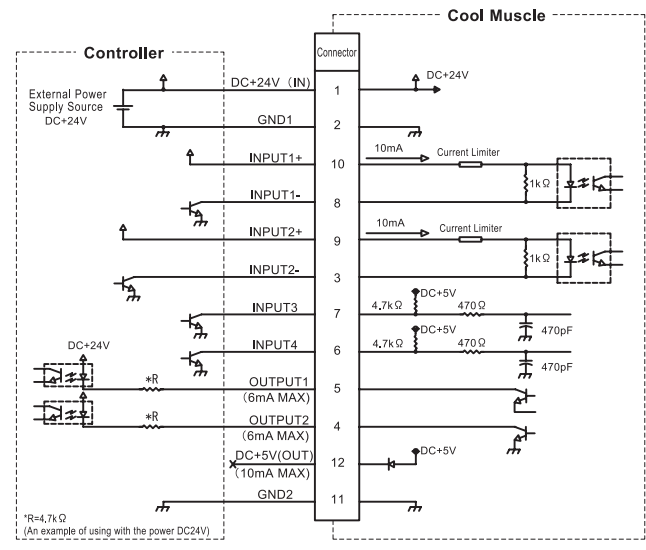 Cool Muscle
Controller
Connector
External Power
Supply Source
DC+24V
DC+24V (IN)
1
DC+24V
GND1
2
INPUT1+
10
10mA
Current Limiter
1kΩ
INPUT1-
8
INPUT2+
9
10mA
Current Limiter
1kΩ
INPUT2-
3
INPUT3
7
4.7kΩ
DC+5V
470Ω
470pF
INPUT4
6
4.7kΩ
DC+5V
470Ω
470pF
DC+24V
*R
OUTPUT1
(6mA MAX)
5
*R
OUTPUT2
(6mA MAX)
4
DC+5V(OUT)
(10mA MAX)
12
DC+5V
GND2
11
*R=4.7kΩ
(An example of using with the power DC24V)